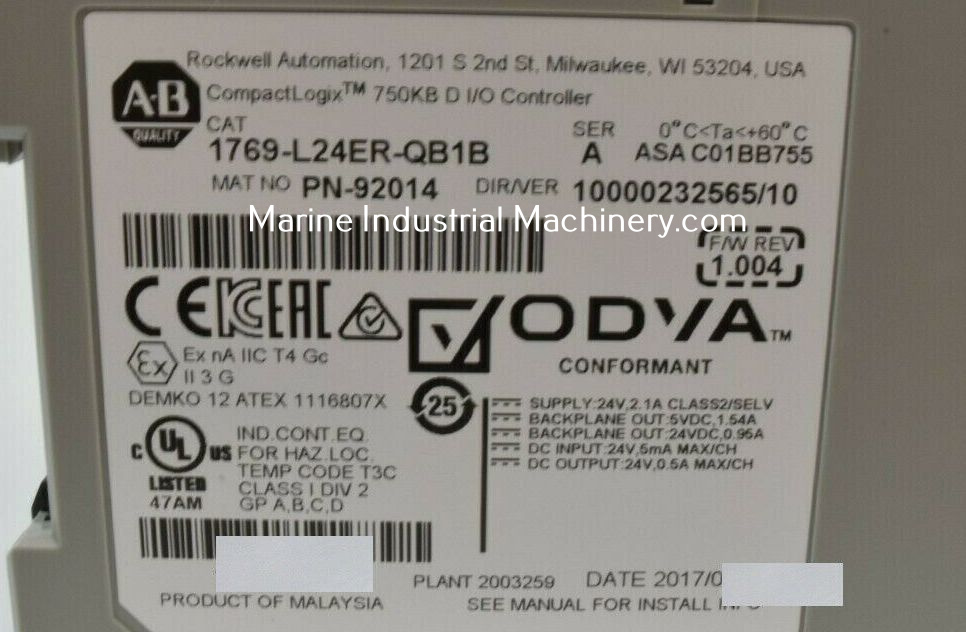 Rockwell Automation, 1201 S 2nd St, Milwaukee, WI 53204, USA
A-B
QUALITY
CompactLogix™ 750KB D I/O Controller
CAT
1769-L24ER-QB1B
SER
A
0°C<Ta<+60°C
ASA C01BB755
MAT NO PN-92014 DIR/VER 10000232565/10
Marine Industrial Machinery.com
F/W REV
1.004
CE EAC
ODVA™
CONFORMANT
Ex
Ex nA IIC T4 Gc
II 3 G
DEMKO 12 ATEX 1116807X
25
SUPPLY:24V,2.1A CLASS2/SELV
BACKPLANE OUT:5VDC,1.54A
BACKPLANE OUT:24VDC,0.95A
DC INPUT:24V,5mA MAX/CH
DC OUTPUT:24V,0.5A MAX/CH
C UL US
LISTED
47AM
IND.CONT.EQ.
FOR HAZ.LOC.
TEMP CODE T3C
CLASS I DIV 2
GP A,B,C,D
PLANT 2003259 DATE 2017/0
PRODUCT OF MALAYSIA
SEE MANUAL FOR INSTALL